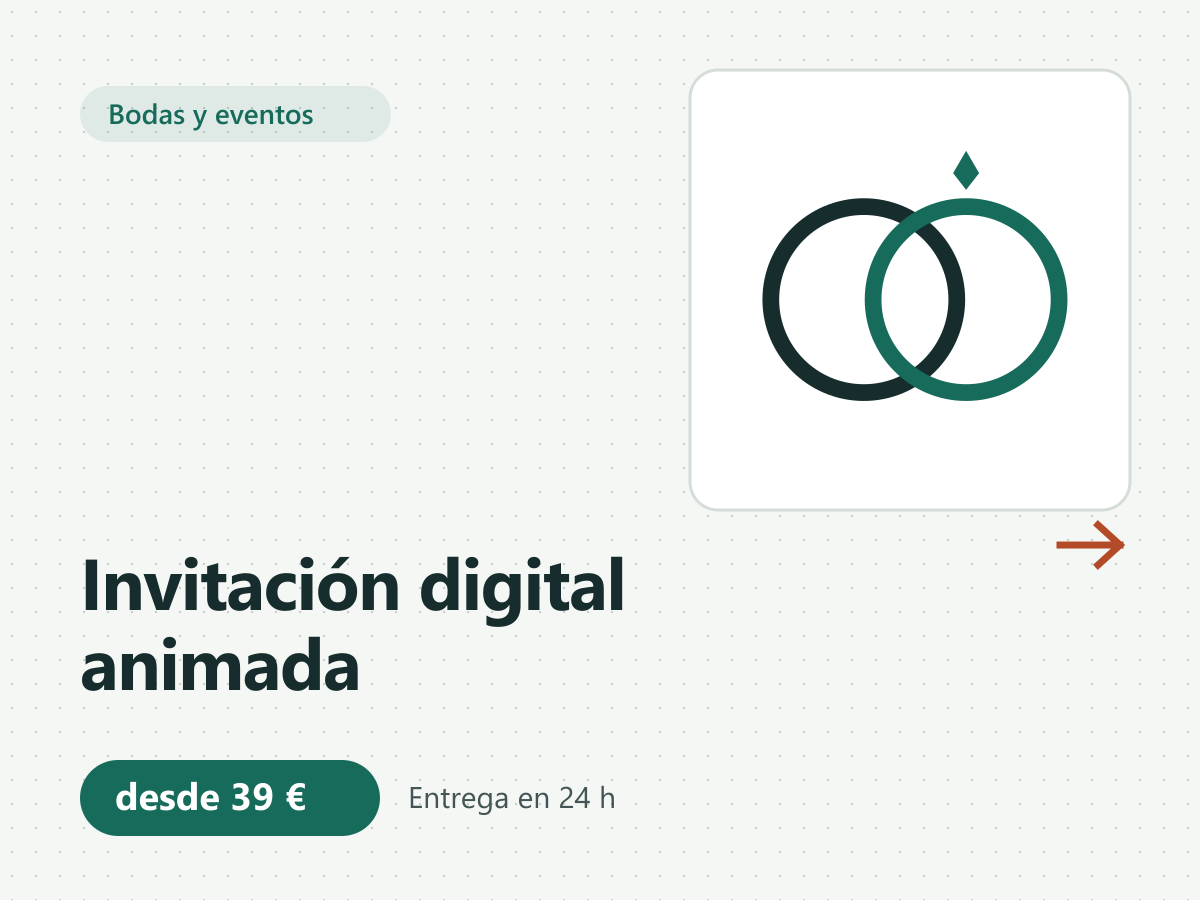 Bodas y eventos
Invitación digital
animada
desde 39 €
Entrega en 24 h